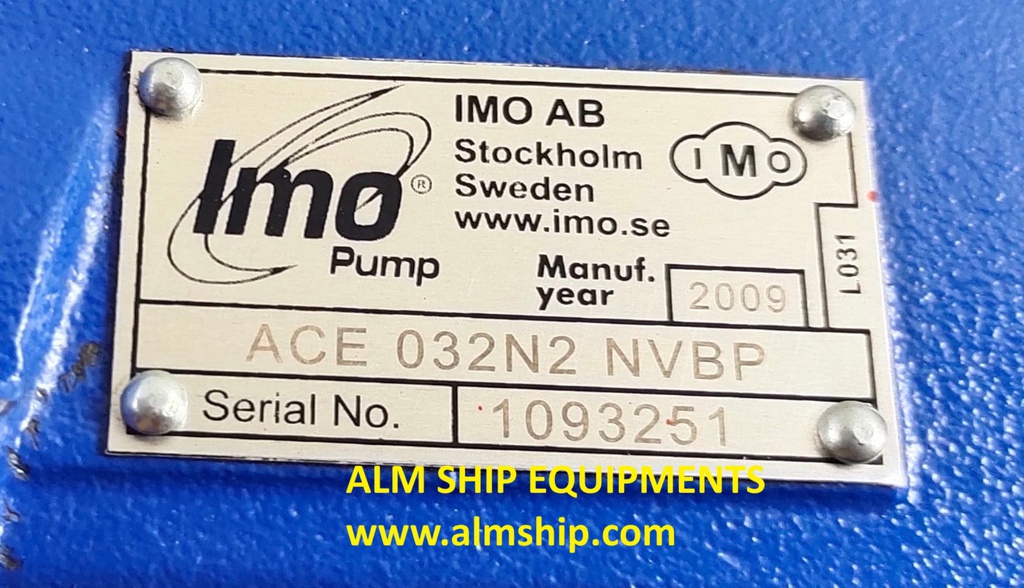 Imo®
Pump
IMO AB
Stockholm
Sweden
www.imo.se
IMO
Manuf.
year
2009
L031
ACE 032N2 NVBP
Serial No.
1093251
ALM SHIP EQUIPMENTS
www.almship.com